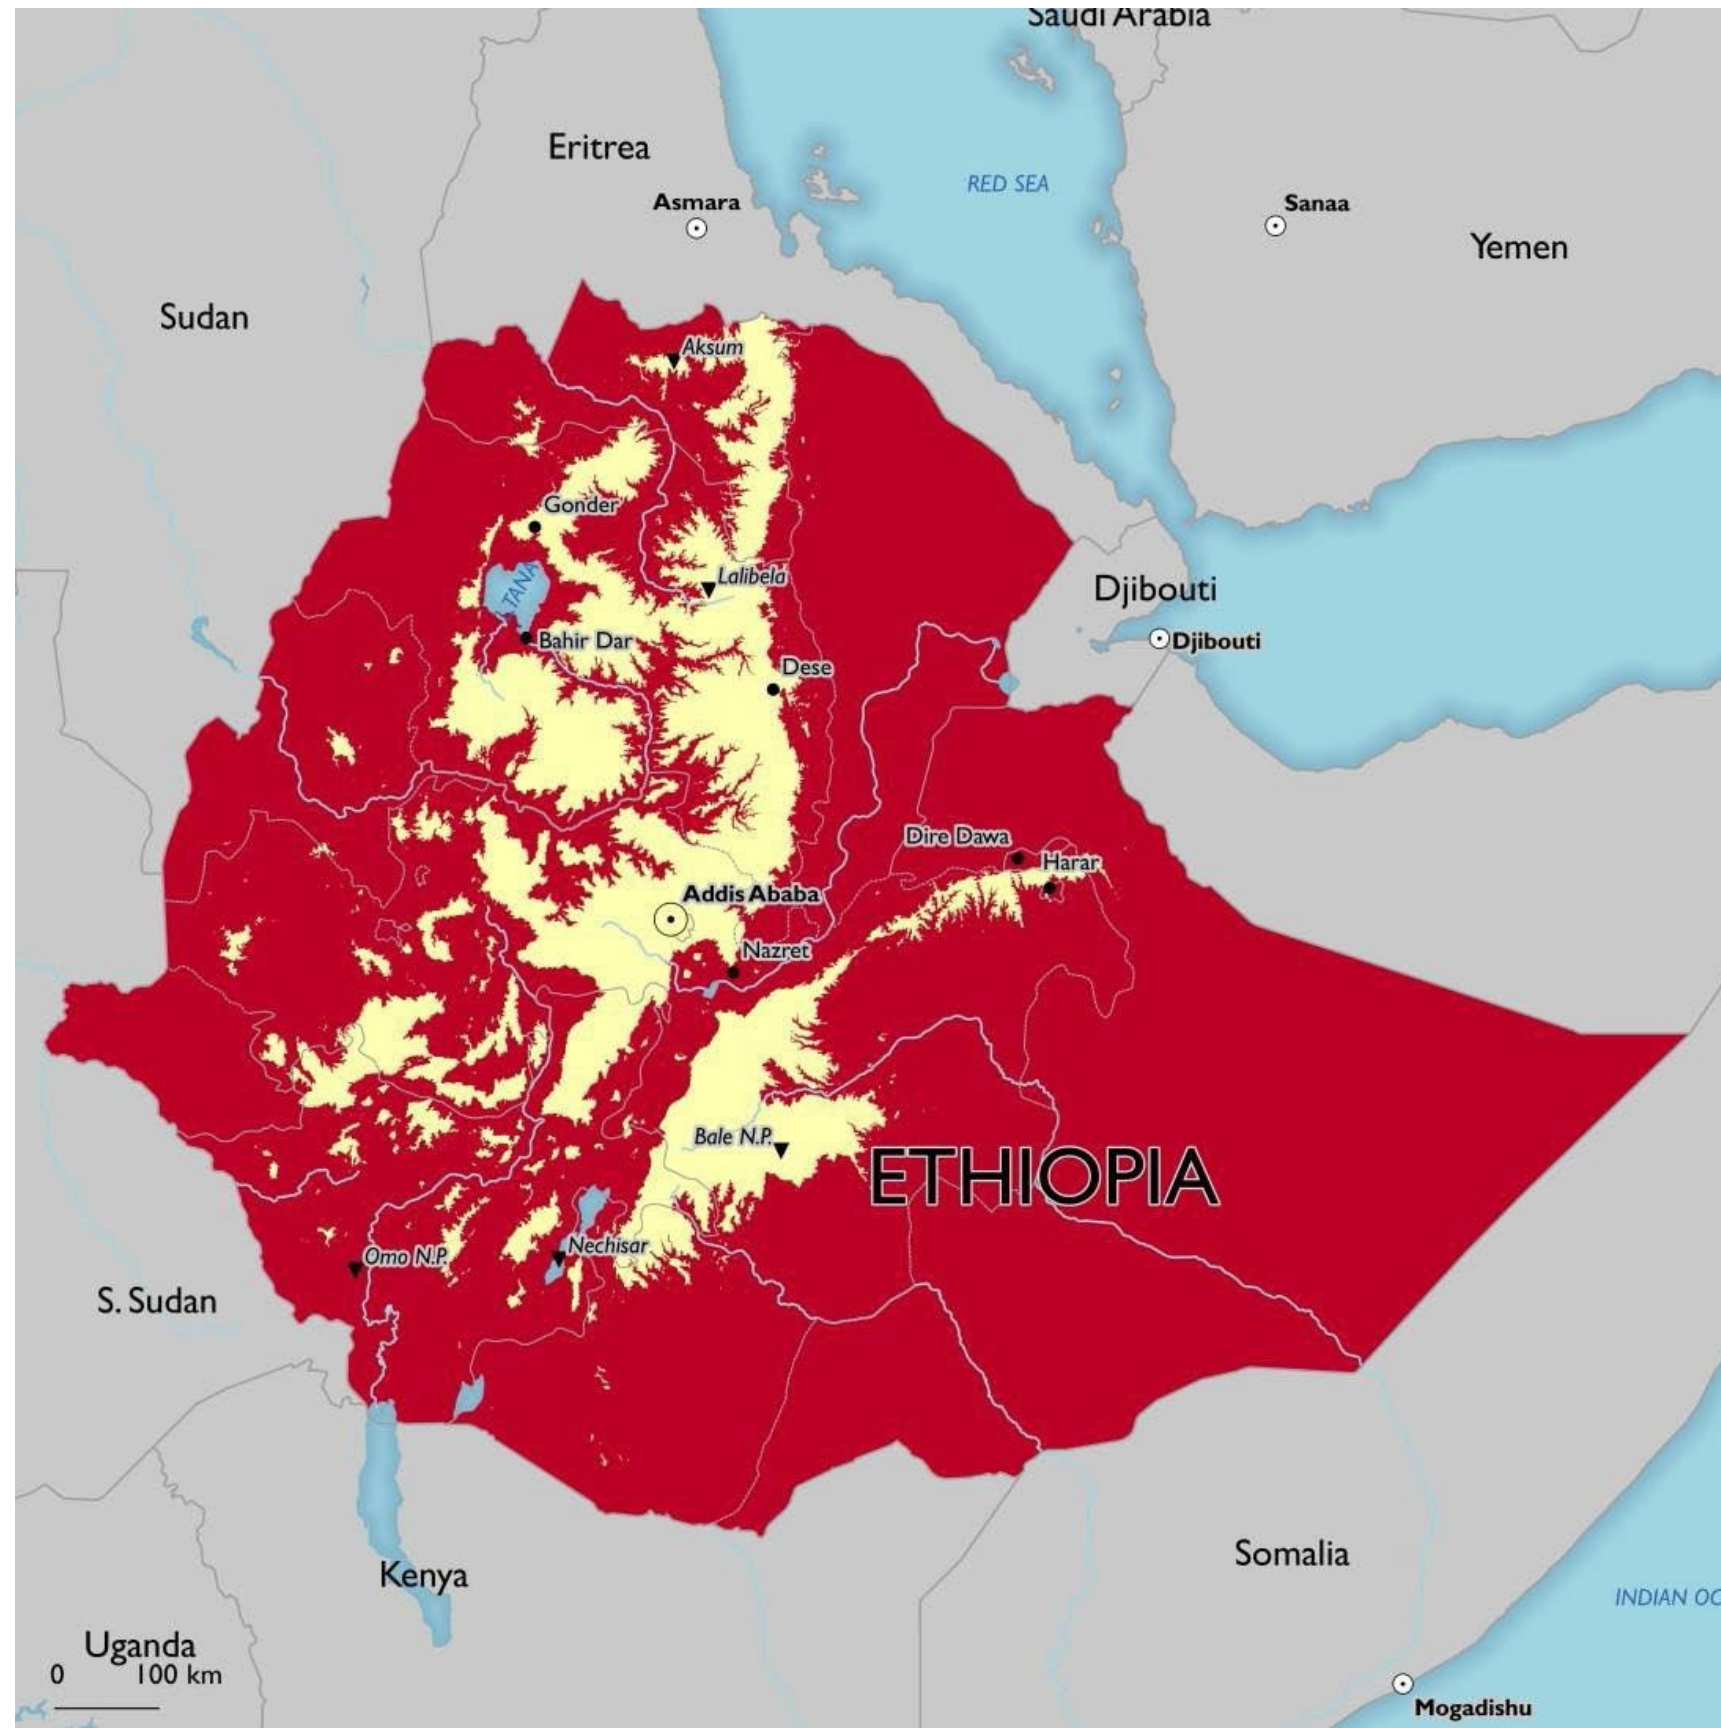 Saudi Arabia
Eritrea
Asmara
RED SEA
Sanaa
Yemen
Sudan
Aksum
Gonder
TANA
Lalibela
Djibouti
Bahir Dar
Djibouti
Dese
Dire Dawa
Harar
Addis Ababa
Nazret
Bale N.P.
ETHIOPIA
Nechisar
Omo N.P.
S. Sudan
Somalia
Kenya
INDIAN OC
Uganda
0 100 km
Mogadishu